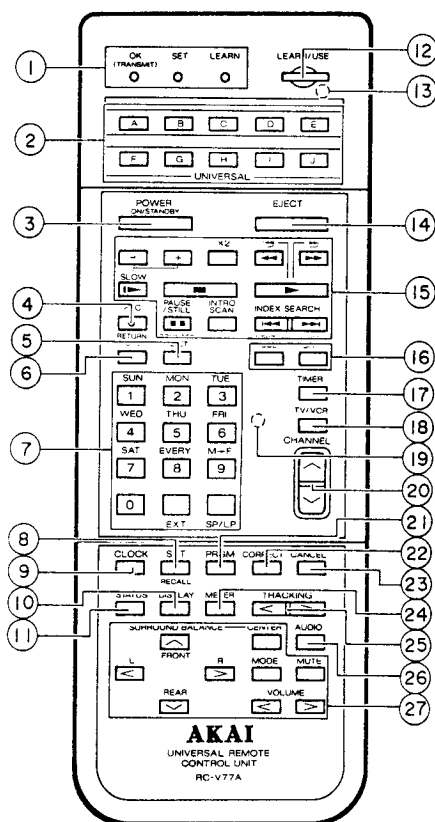 1
OK
(TRANSMIT)
SET
LEARN
LEARN/USE
12
13
2
A B C D E
F G H I J
UNIVERSAL
3
POWER
ON/STANDBY
EJECT
14
- + X2
SLOW
15
4
PAUSE
/STILL
INTRO
SCAN
INDEX SEARCH
RETURN
5
6
16
TIMER
17
TV/VCR
18
CHANNEL
19
20
7
SUN MON TUE
1 2 3
WED THU FRI
4 5 6
SAT EVERY M→F
7 8 9
0
EXT SP/LP
21
8
22
9
CLOCK SET PRGM CORRECT CANCEL
RECALL
23
10
STATUS DISPLAY METER TRACKING
24
11
25
SURROUND BALANCE CENTER AUDIO
26
FRONT
L R MODE MUTE
REAR VOLUME
27
AKAI
UNIVERSAL REMOTE
CONTROL UNIT
RC-V77A